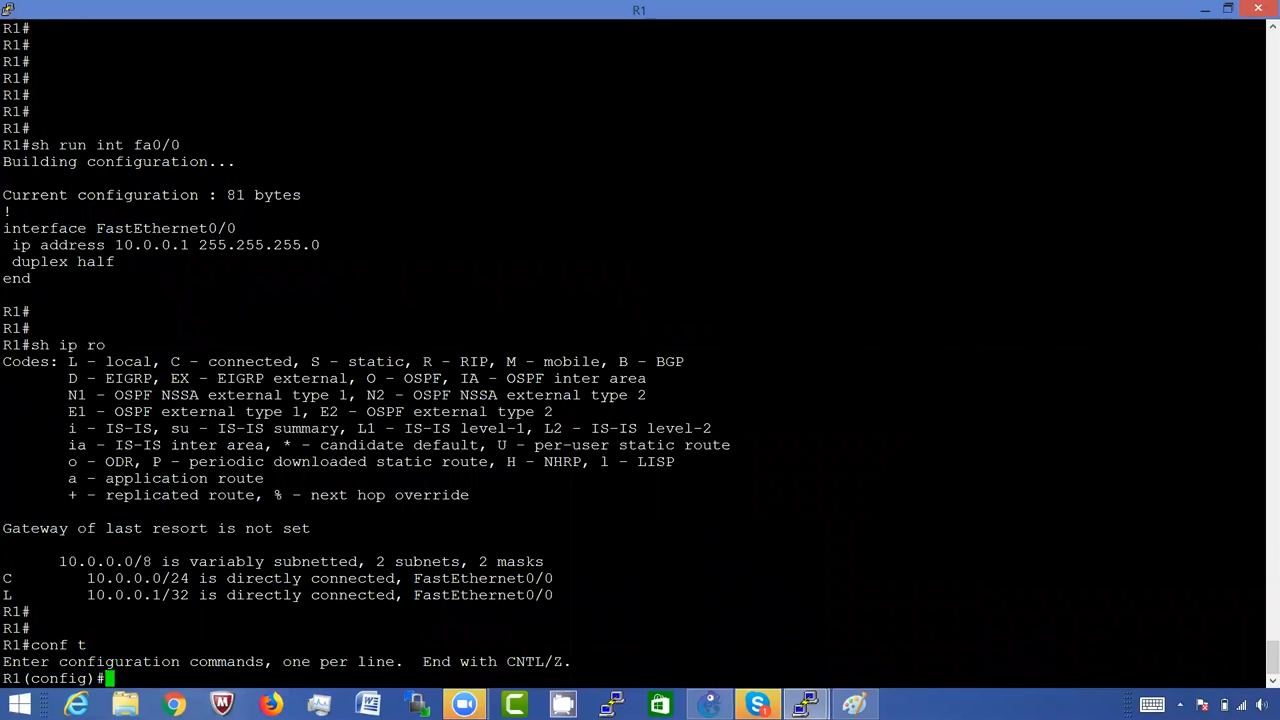 R1
R1#
R1#
R1#
R1#
R1#
R1#
R1#
R1#sh run int fa0/0
Building configuration...
Current configuration : 81 bytes
!
interface FastEthernet0/0
 ip address 10.0.0.1 255.255.255.0
 duplex half
end
R1#
R1#
R1#sh ip ro
Codes: L - local, C - connected, S - static, R - RIP, M - mobile, B - BGP
       D - EIGRP, EX - EIGRP external, O - OSPF, IA - OSPF inter area
       N1 - OSPF NSSA external type 1, N2 - OSPF NSSA external type 2
       E1 - OSPF external type 1, E2 - OSPF external type 2
       i - IS-IS, su - IS-IS summary, L1 - IS-IS level-1, L2 - IS-IS level-2
       ia - IS-IS inter area, * - candidate default, U - per-user static route
       o - ODR, P - periodic downloaded static route, H - NHRP, l - LISP
       a - application route
       + - replicated route, % - next hop override
Gateway of last resort is not set
      10.0.0.0/8 is variably subnetted, 2 subnets, 2 masks
C        10.0.0.0/24 is directly connected, FastEthernet0/0
L        10.0.0.1/32 is directly connected, FastEthernet0/0
R1#
R1#
R1#conf t
Enter configuration commands, one per line.  End with CNTL/Z.
R1(config)#